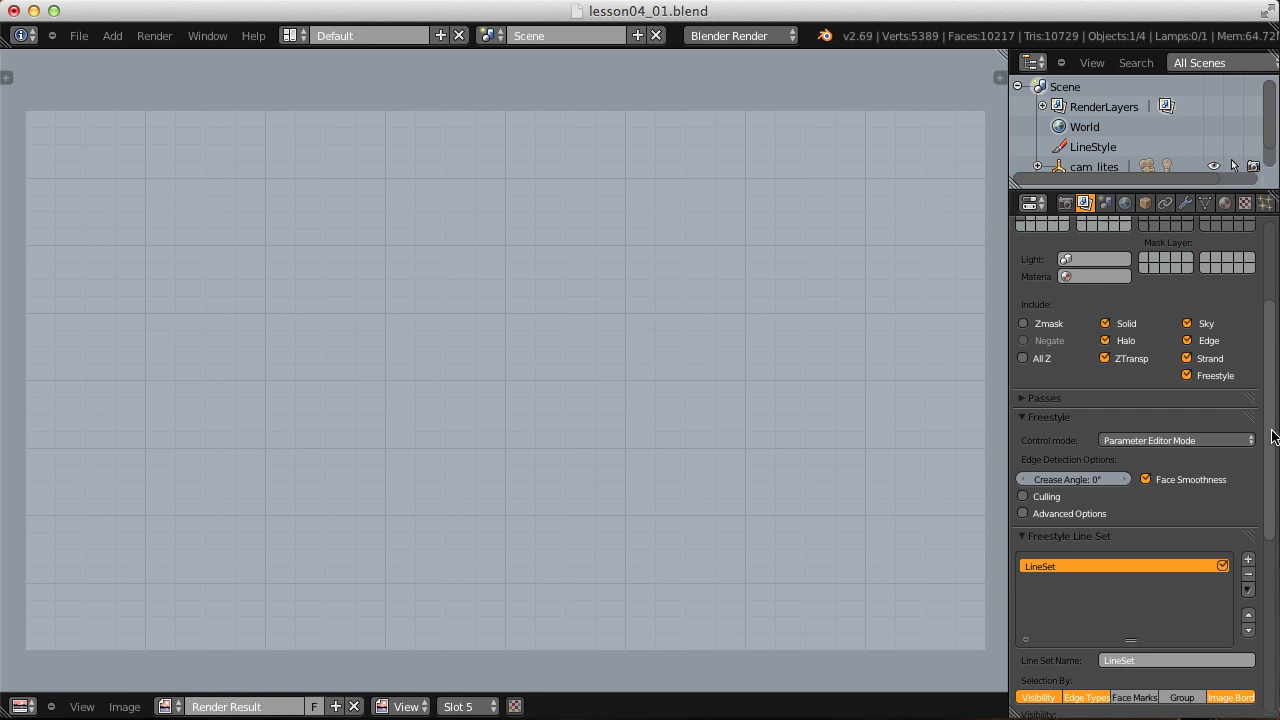 lesson04_01.blend
File Add Render Window Help Default Scene Blender Render v2.69 | Verts:5389 | Faces:10217 | Tris:10729 | Objects:1/4 | Lamps:0/1 | Mem:64.72
View Search All Scenes
Scene
RenderLayers
World
LineStyle
cam_lites
Mask Layer:
Light:
Materia
Include:
Zmask Solid Sky
Negate Halo Edge
All Z ZTransp Strand
Freestyle
Passes
Freestyle
Control mode: Parameter Editor Mode
Edge Detection Options:
Crease Angle: 0° Face Smoothness
Culling
Advanced Options
Freestyle Line Set
LineSet
Line Set Name: LineSet
Selection By:
Visibility Edge Types Face Marks Group Image Bord
Visibility:
View Image Render Result F View Slot 5